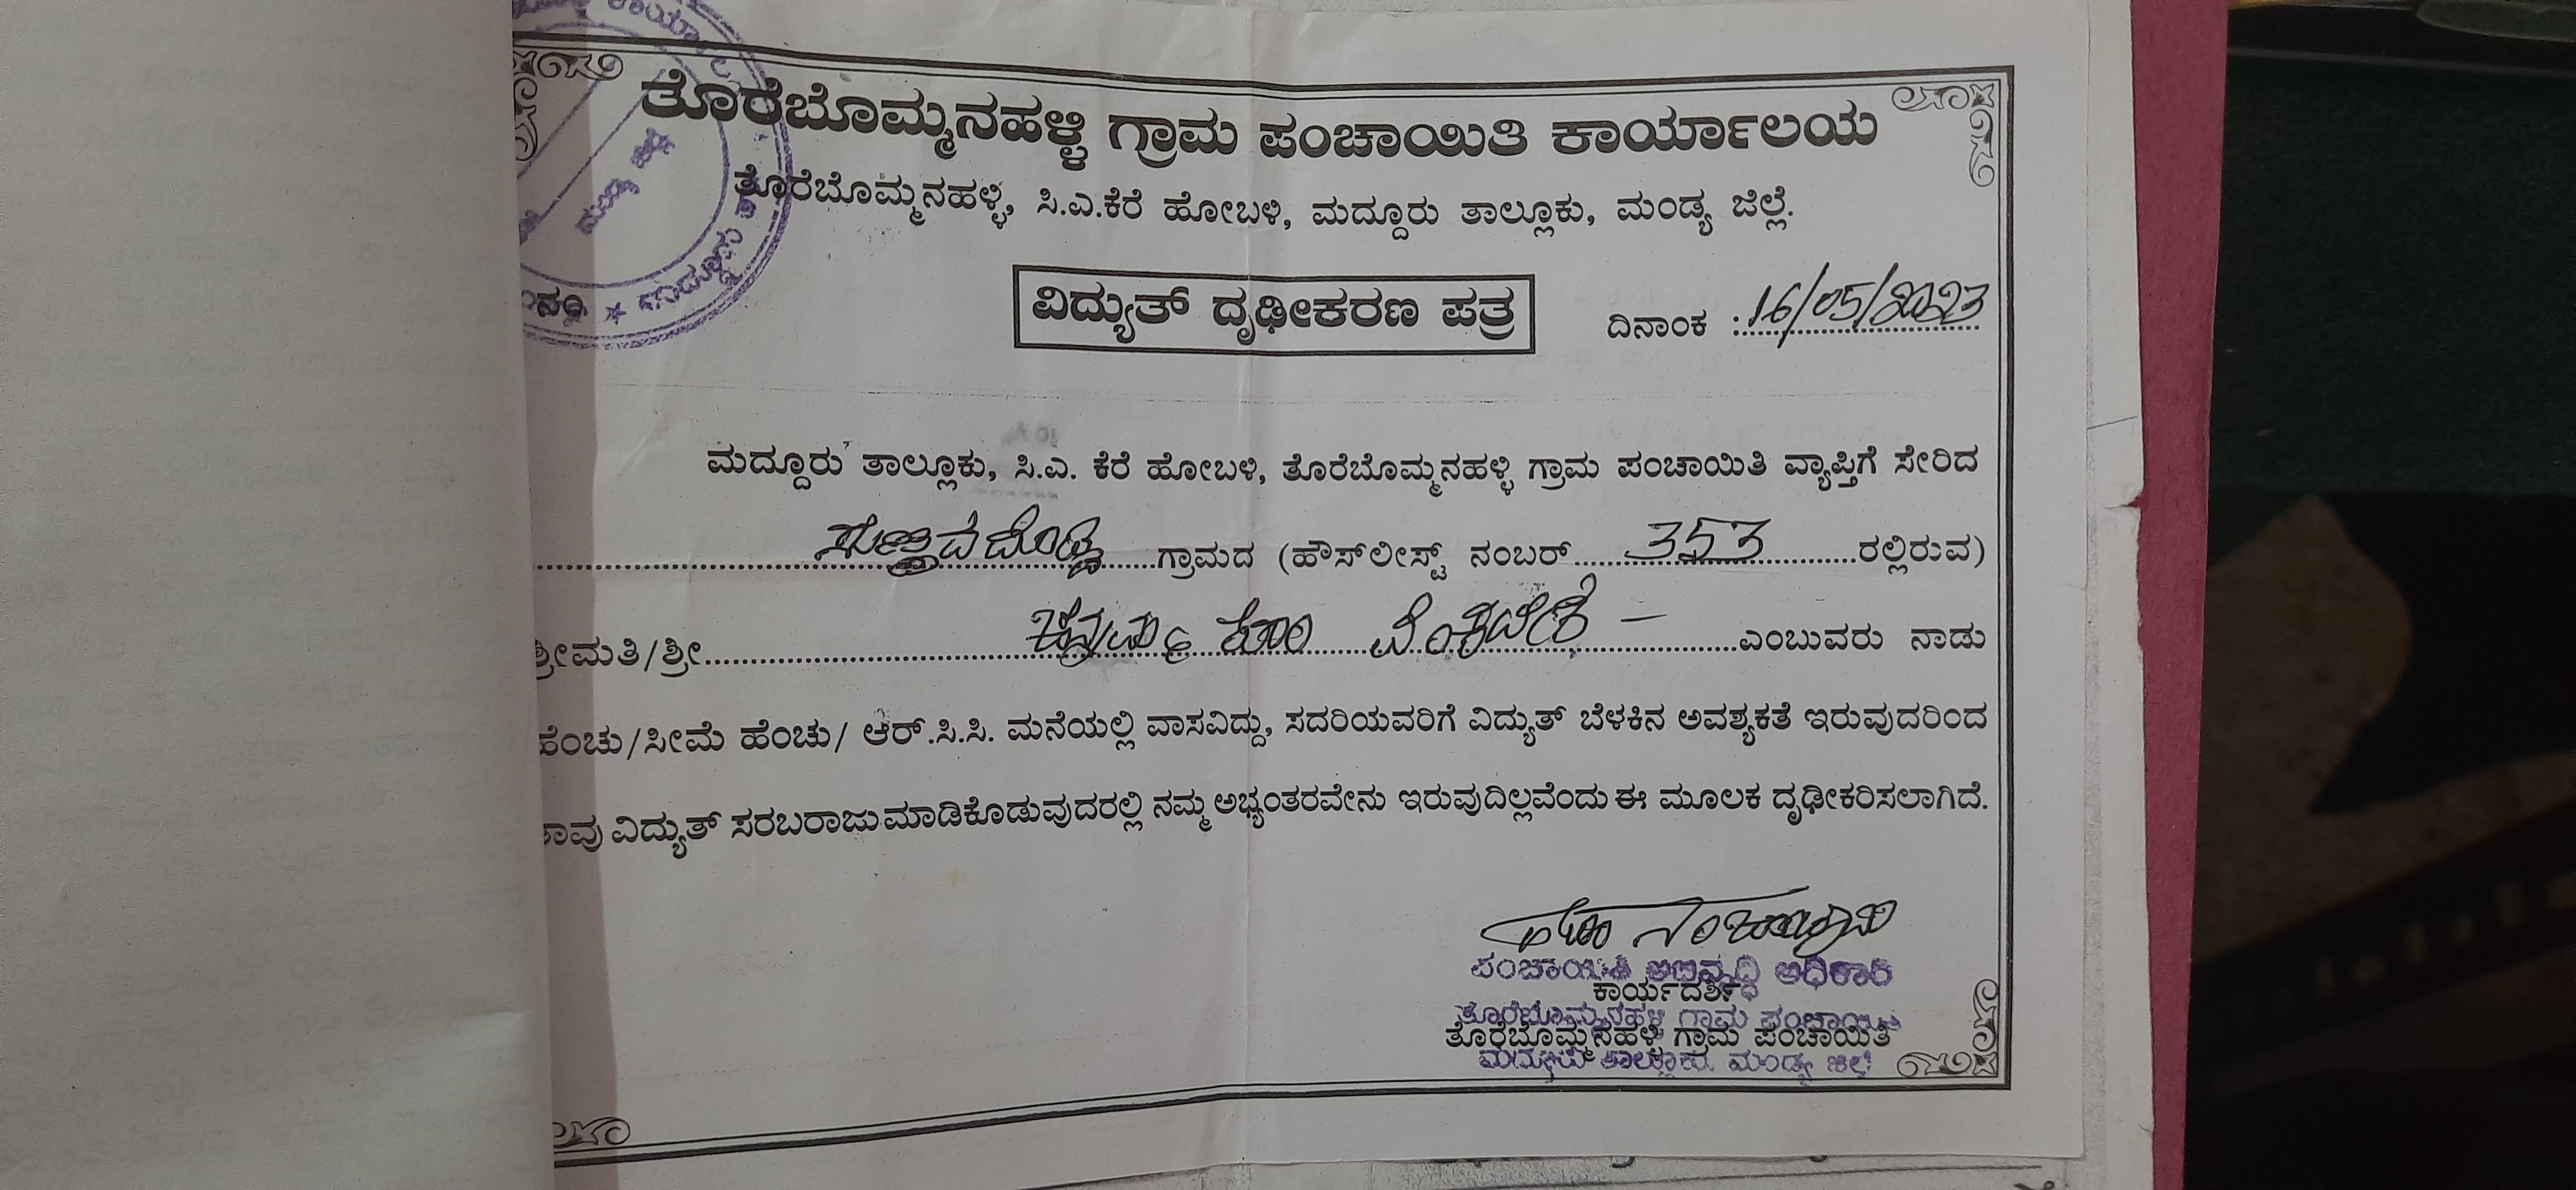 ತೊರೆಬೊಮ್ಮನಹಳ್ಳಿ ಗ್ರಾಮ ಪಂಚಾಯಿತಿ ಕಾರ್ಯಾಲಯ
ತೊರೆಬೊಮ್ಮನಹಳ್ಳಿ, ಸಿ.ಎ.ಕೆರೆ ಹೋಬಳಿ, ಮದ್ದೂರು ತಾಲ್ಲೂಕು, ಮಂಡ್ಯ ಜಿಲ್ಲೆ.
ವಿದ್ಯುತ್ ದೃಢೀಕರಣ ಪತ್ರ
ದಿನಾಂಕ : 16/05/2023
ಮದ್ದೂರು ತಾಲ್ಲೂಕು, ಸಿ.ಎ. ಕೆರೆ ಹೋಬಳಿ, ತೊರೆಬೊಮ್ಮನಹಳ್ಳಿ ಗ್ರಾಮ ಪಂಚಾಯಿತಿ ವ್ಯಾಪ್ತಿಗೆ ಸೇರಿದ
ಗ್ರಾಮದ (ಹೌಸ್‌ಲೀಸ್ಟ್ ನಂಬರ್ 353 ರಲ್ಲಿರುವ)
ಶ್ರೀಮತಿ/ಶ್ರೀ ಎಂಬುವರು ನಾಡು
ಹೆಂಚು/ಸೀಮೆ ಹೆಂಚು/ ಆರ್.ಸಿ.ಸಿ. ಮನೆಯಲ್ಲಿ ವಾಸವಿದ್ದು, ಸದರಿಯವರಿಗೆ ವಿದ್ಯುತ್ ಬೆಳಕಿನ ಅವಶ್ಯಕತೆ ಇರುವುದರಿಂದ
ವಿದ್ಯುತ್ ಸರಬರಾಜುಮಾಡಿಕೊಡುವುದರಲ್ಲಿ ನಮ್ಮ ಅಭ್ಯಂತರವೇನು ಇರುವುದಿಲ್ಲವೆಂದು ಈ ಮೂಲಕ ದೃಢೀಕರಿಸಲಾಗಿದೆ.
ಪಂಚಾಯಿತಿ ಅಭಿವೃದ್ಧಿ ಅಧಿಕಾರಿ
ಕಾರ್ಯದರ್ಶಿ
ತೊರೆಬೊಮ್ಮನಹಳ್ಳಿ ಗ್ರಾಮ ಪಂಚಾಯಿತಿ
ತೊರೆಬೊಮ್ಮನಹಳ್ಳಿ ಗ್ರಾಮ ಪಂಚಾಯಿತಿ
ಮದ್ದೂರು ತಾಲ್ಲೂಕು, ಮಂಡ್ಯ ಜಿಲ್ಲೆ